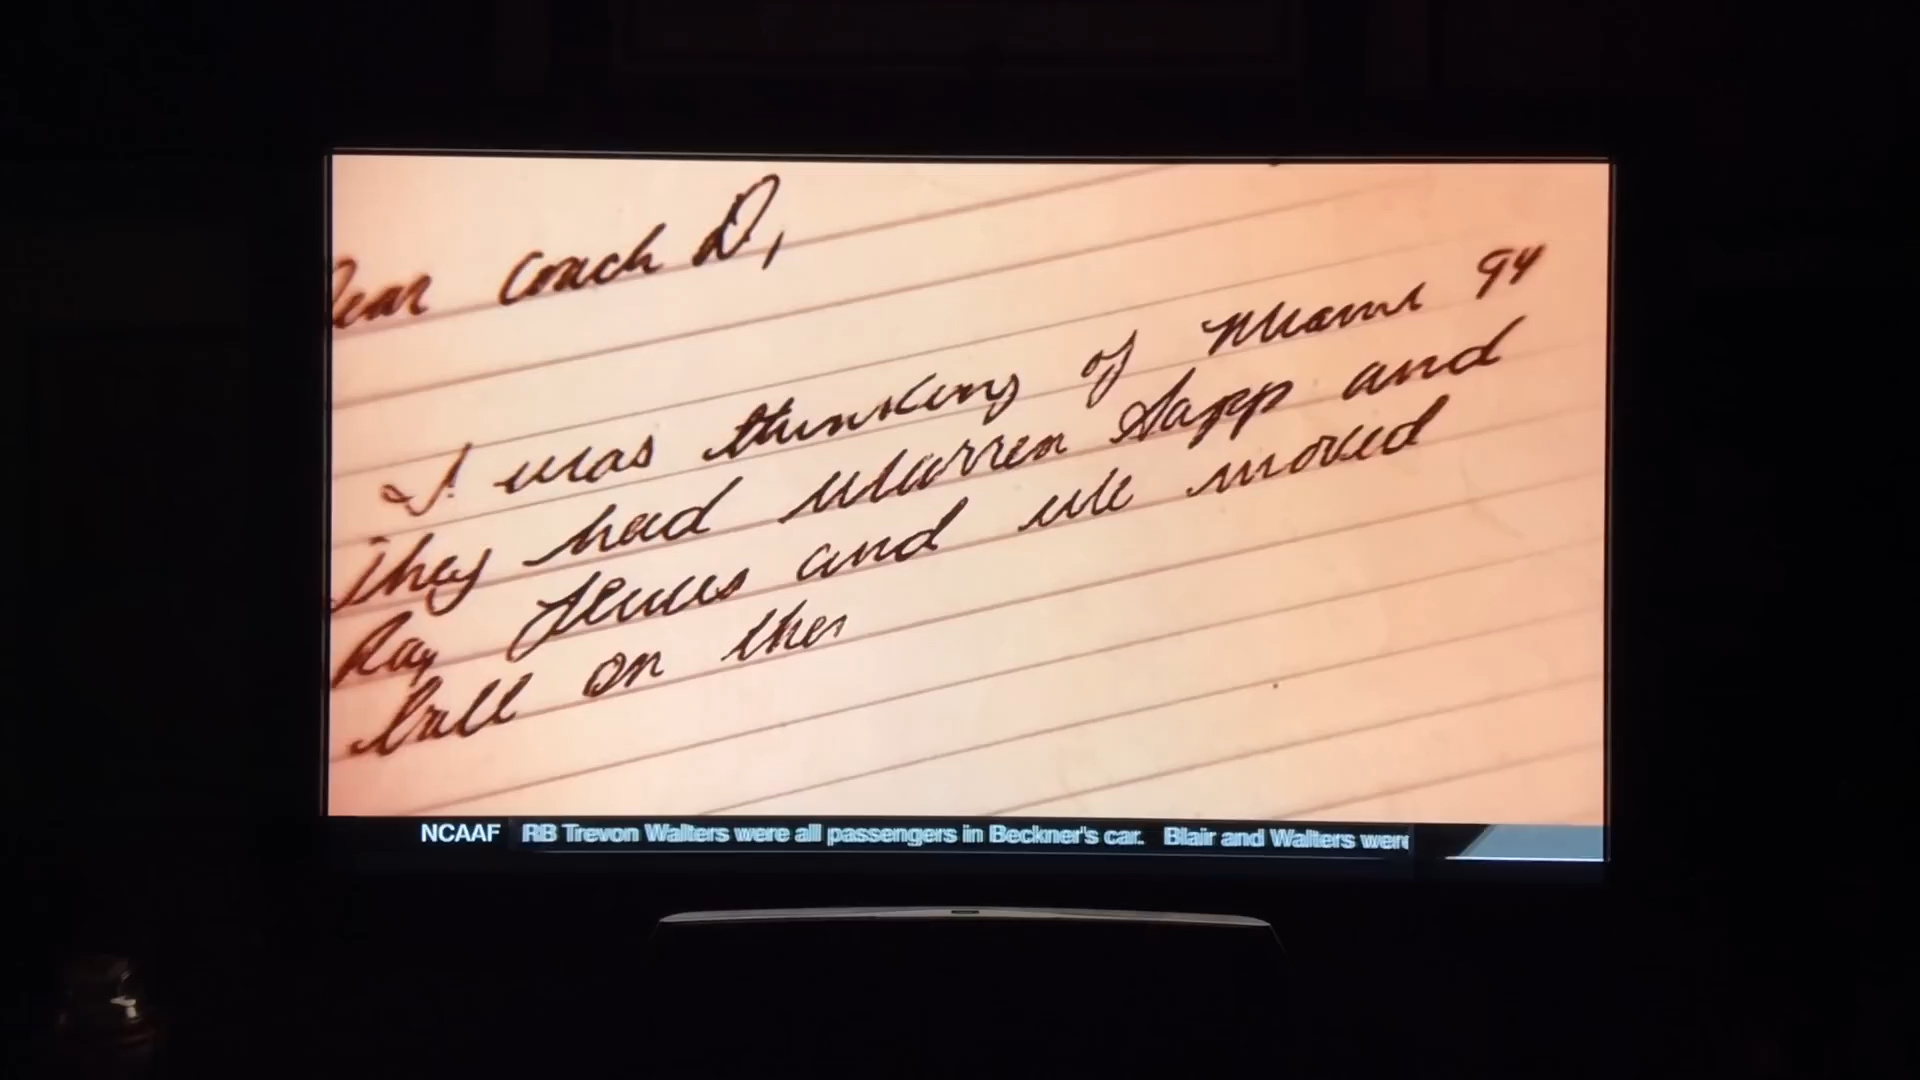 Dear Coach D,
I was thinking of Miami 94
They had Warren Sapp and
Ray Lewis and we moved
ball on the
NCAAF RB Trevon Walters were all passengers in Beckner's car. Blair and Walters were